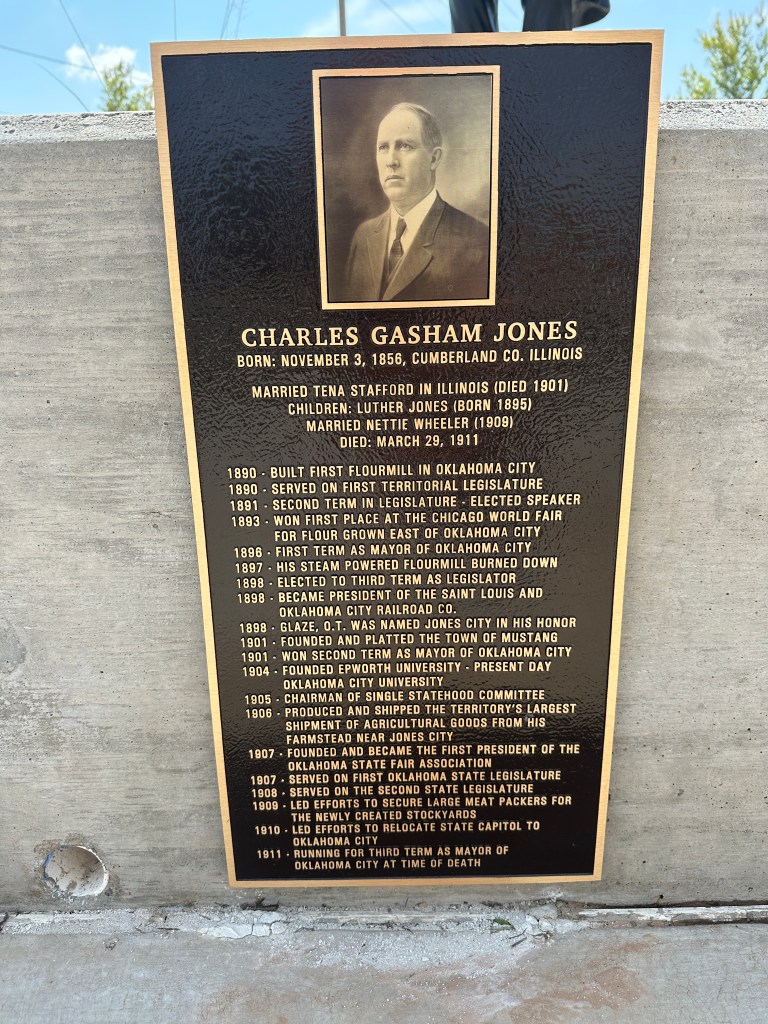 CHARLES GASHAM JONES
BORN: NOVEMBER 3, 1856, CUMBERLAND CO. ILLINOIS
MARRIED TENA STAFFORD IN ILLINOIS (DIED 1901)
CHILDREN: LUTHER JONES (BORN 1895)
MARRIED NETTIE WHEELER (1909)
DIED: MARCH 29, 1911
1890 - BUILT FIRST FLOURMILL IN OKLAHOMA CITY
1890 - SERVED ON FIRST TERRITORIAL LEGISLATURE
1891 - SECOND TERM IN LEGISLATURE - ELECTED SPEAKER
1893 - WON FIRST PLACE AT THE CHICAGO WORLD FAIR
FOR FLOUR GROWN EAST OF OKLAHOMA CITY
1896 - FIRST TERM AS MAYOR OF OKLAHOMA CITY
1897 - HIS STEAM POWERED FLOURMILL BURNED DOWN
1898 - ELECTED TO THIRD TERM AS LEGISLATOR
1898 - BECAME PRESIDENT OF THE SAINT LOUIS AND
OKLAHOMA CITY RAILROAD CO.
1898 - GLAZE, O.T. WAS NAMED JONES CITY IN HIS HONOR
1901 - FOUNDED AND PLATTED THE TOWN OF MUSTANG
1901 - WON SECOND TERM AS MAYOR OF OKLAHOMA CITY
1904 - FOUNDED EPWORTH UNIVERSITY - PRESENT DAY
OKLAHOMA CITY UNIVERSITY
1905 - CHAIRMAN OF SINGLE STATEHOOD COMMITTEE
1906 - PRODUCED AND SHIPPED THE TERRITORY'S LARGEST
SHIPMENT OF AGRICULTURAL GOODS FROM HIS
FARMSTEAD NEAR JONES CITY
1907 - FOUNDED AND BECAME THE FIRST PRESIDENT OF THE
OKLAHOMA STATE FAIR ASSOCIATION
1907 - SERVED ON FIRST OKLAHOMA STATE LEGISLATURE
1908 - SERVED ON THE SECOND STATE LEGISLATURE
1909 - LED EFFORTS TO SECURE LARGE MEAT PACKERS FOR
THE NEWLY CREATED STOCKYARDS
1910 - LED EFFORTS TO RELOCATE STATE CAPITOL TO
OKLAHOMA CITY
1911 - RUNNING FOR THIRD TERM AS MAYOR OF
OKLAHOMA CITY AT TIME OF DEATH